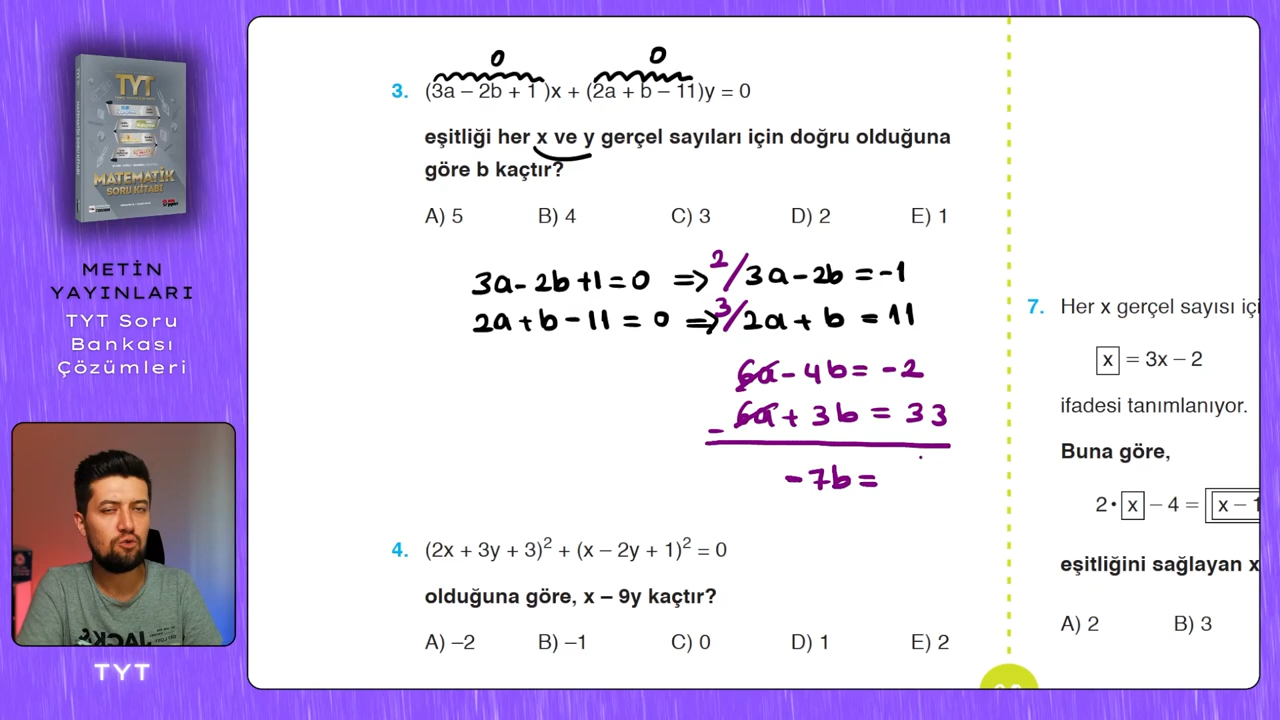 TYT
MATEMATİK
SORU KİTABI
METİN
YAYINLARI
TYT Soru
Bankası
Çözümleri
TYT
0 0
3. (3a – 2b + 1 )x + (2a + b – 11)y = 0
eşitliği her x ve y gerçel sayıları için doğru olduğuna
göre b kaçtır?
A) 5 B) 4 C) 3 D) 2 E) 1
3a - 2b + 1 = 0 => 2/ 3a - 2b = -1
2a + b - 11 = 0 => 3/ 2a + b = 11
6a - 4b = -2
- 6a + 3b = 33
-7b =
4. (2x + 3y + 3)² + (x – 2y + 1)² = 0
olduğuna göre, x – 9y kaçtır?
A) –2 B) –1 C) 0 D) 1 E) 2
7. Her x gerçel sayısı içi
x = 3x – 2
ifadesi tanımlanıyor.
Buna göre,
2 • x – 4 = x – 1
eşitliğini sağlayan x
A) 2 B) 3